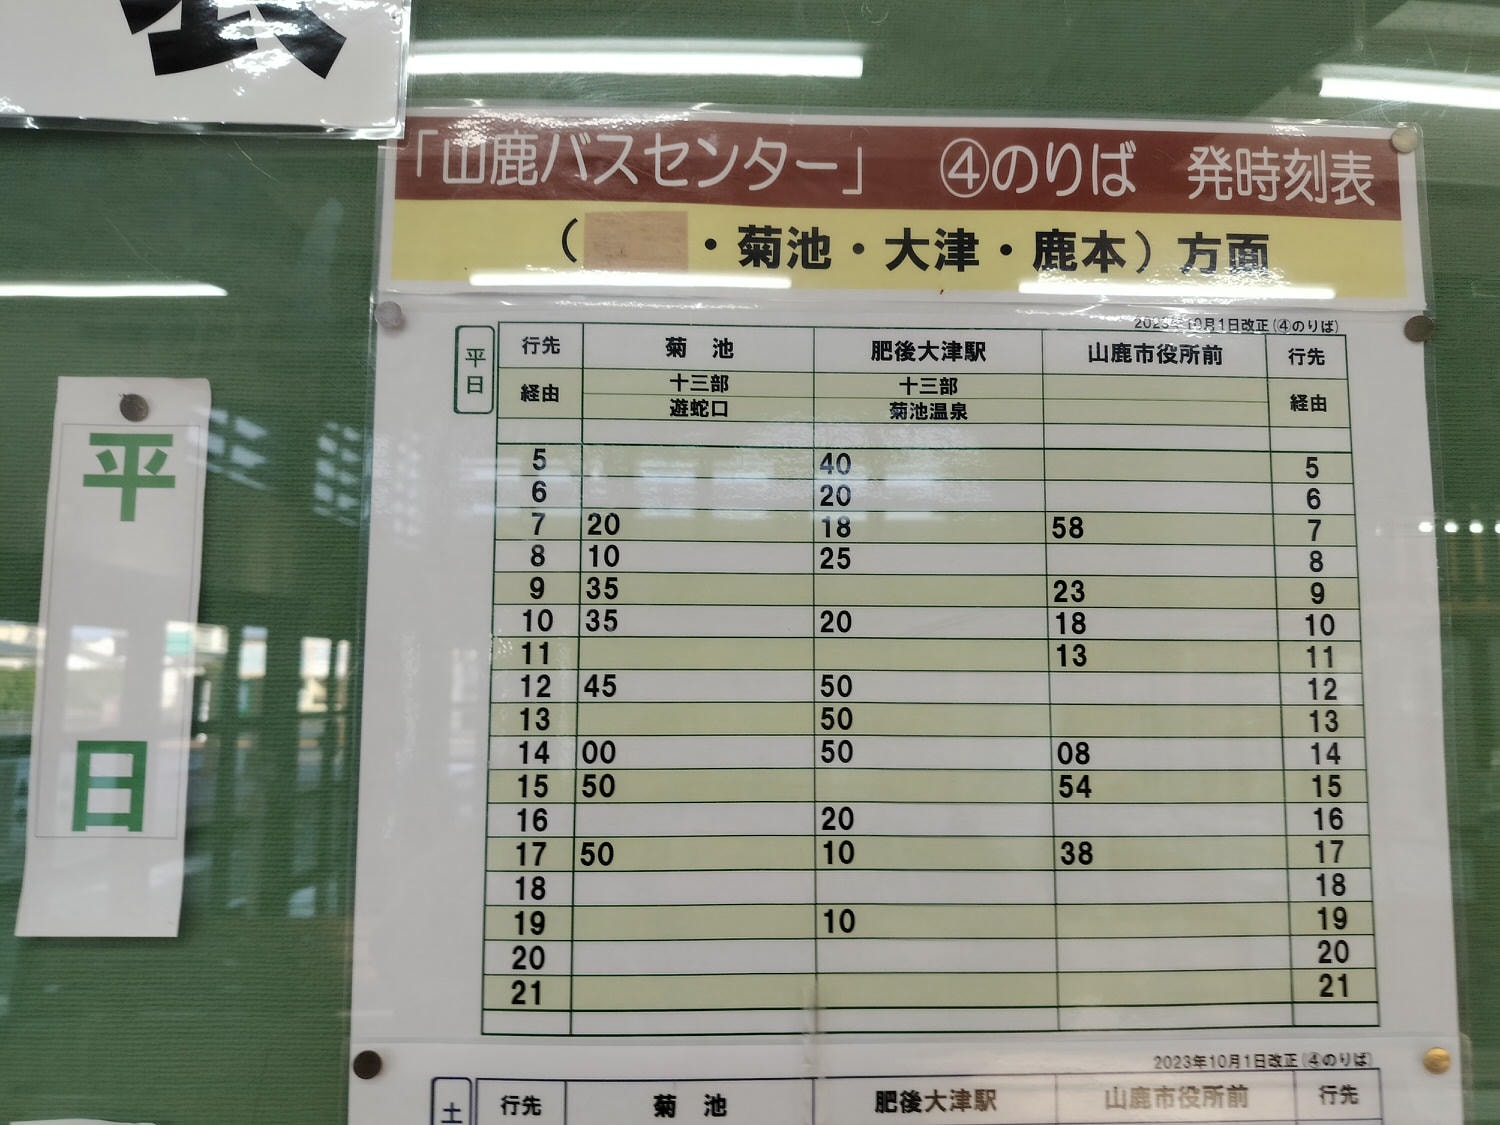 「山鹿バスセンター」 ④のりば 発時刻表
( ・菊池・大津・鹿本)方面
2023年10月1日改正(④のりば)
平日
行先 菊 池 肥後大津駅 山鹿市役所前 行先
経由 十三部 十三部 経由
遊蛇口 菊池温泉
5 40 5
6 20 6
7 20 18 58 7
8 10 25 8
9 35 23 9
10 35 20 18 10
11 13 11
12 45 50 12
13 50 13
14 00 50 08 14
15 50 54 15
16 20 16
17 50 10 38 17
18 18
19 10 19
20 20
21 21
2023年10月1日改正(④のりば)
土
行先 菊 池 肥後大津駅 山鹿市役所前 行先
平
日